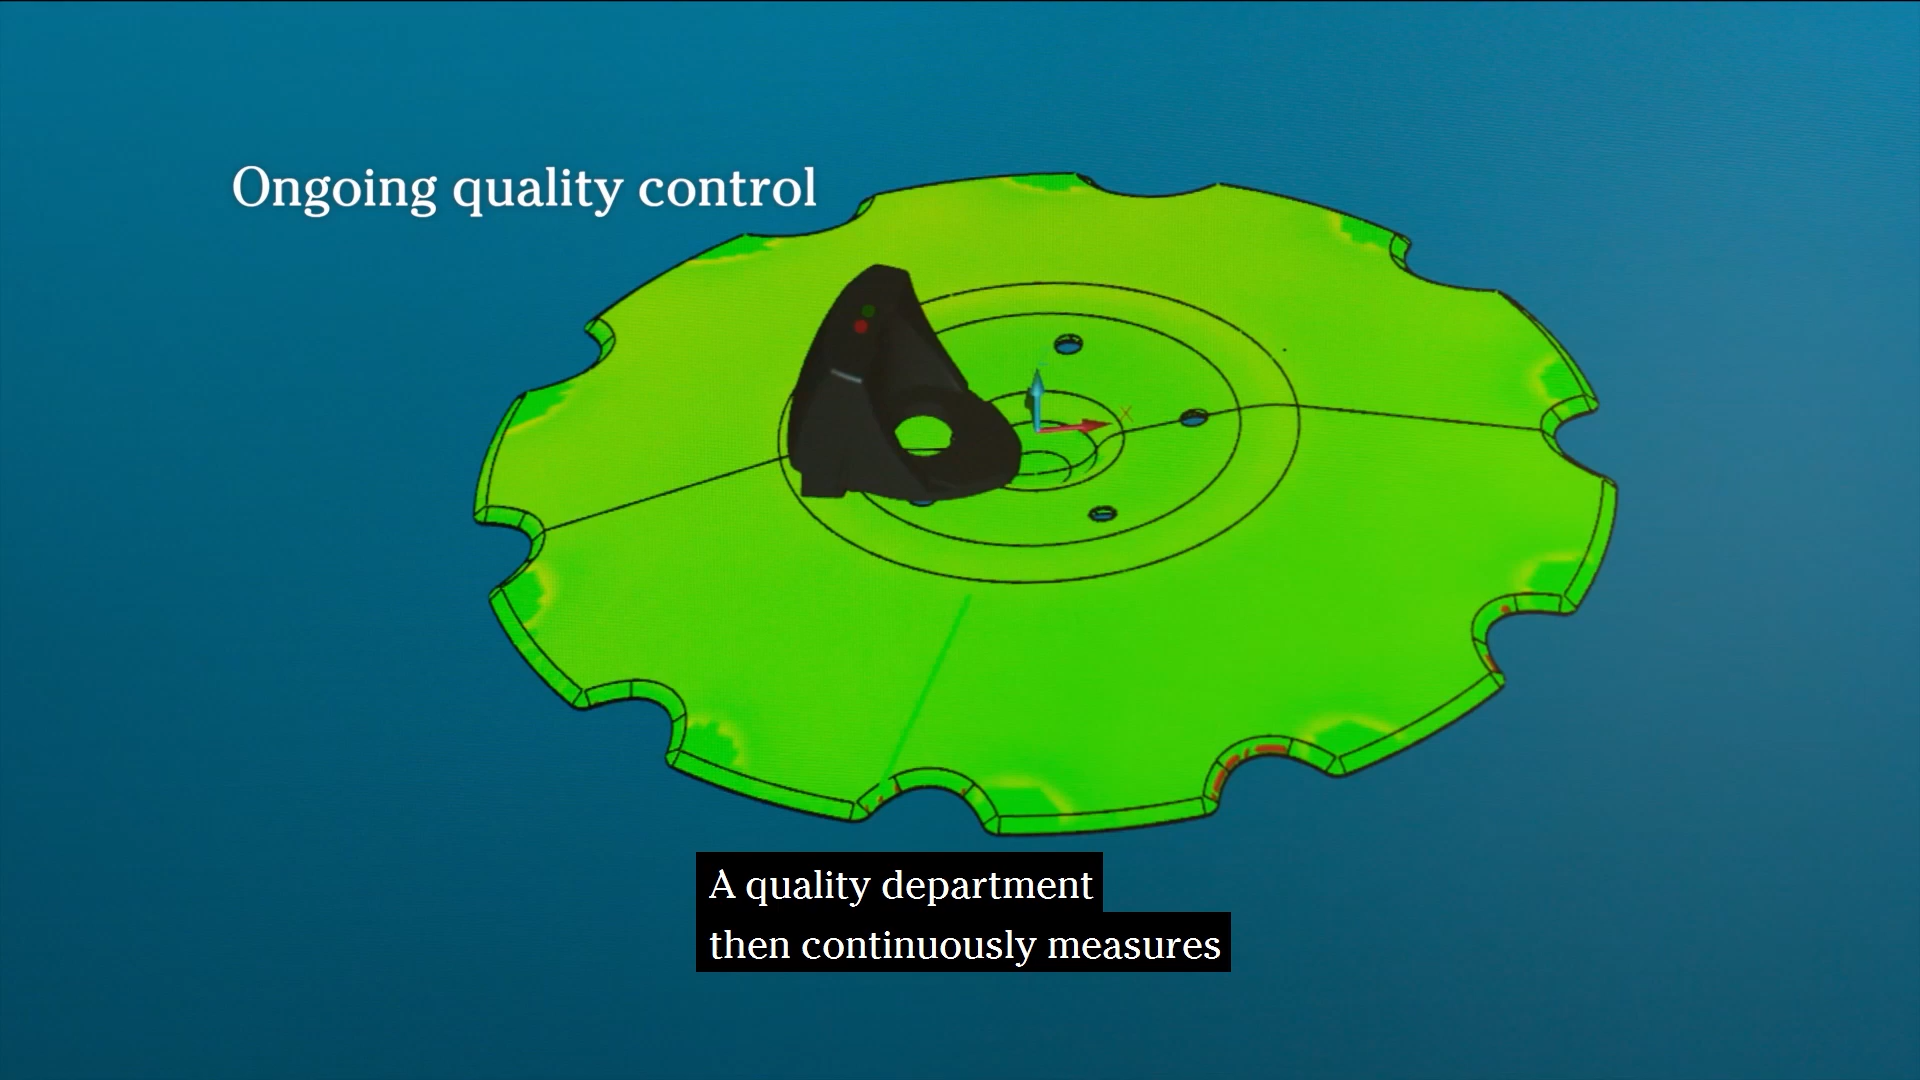 Ongoing quality control
X
A quality department
then continuously measures